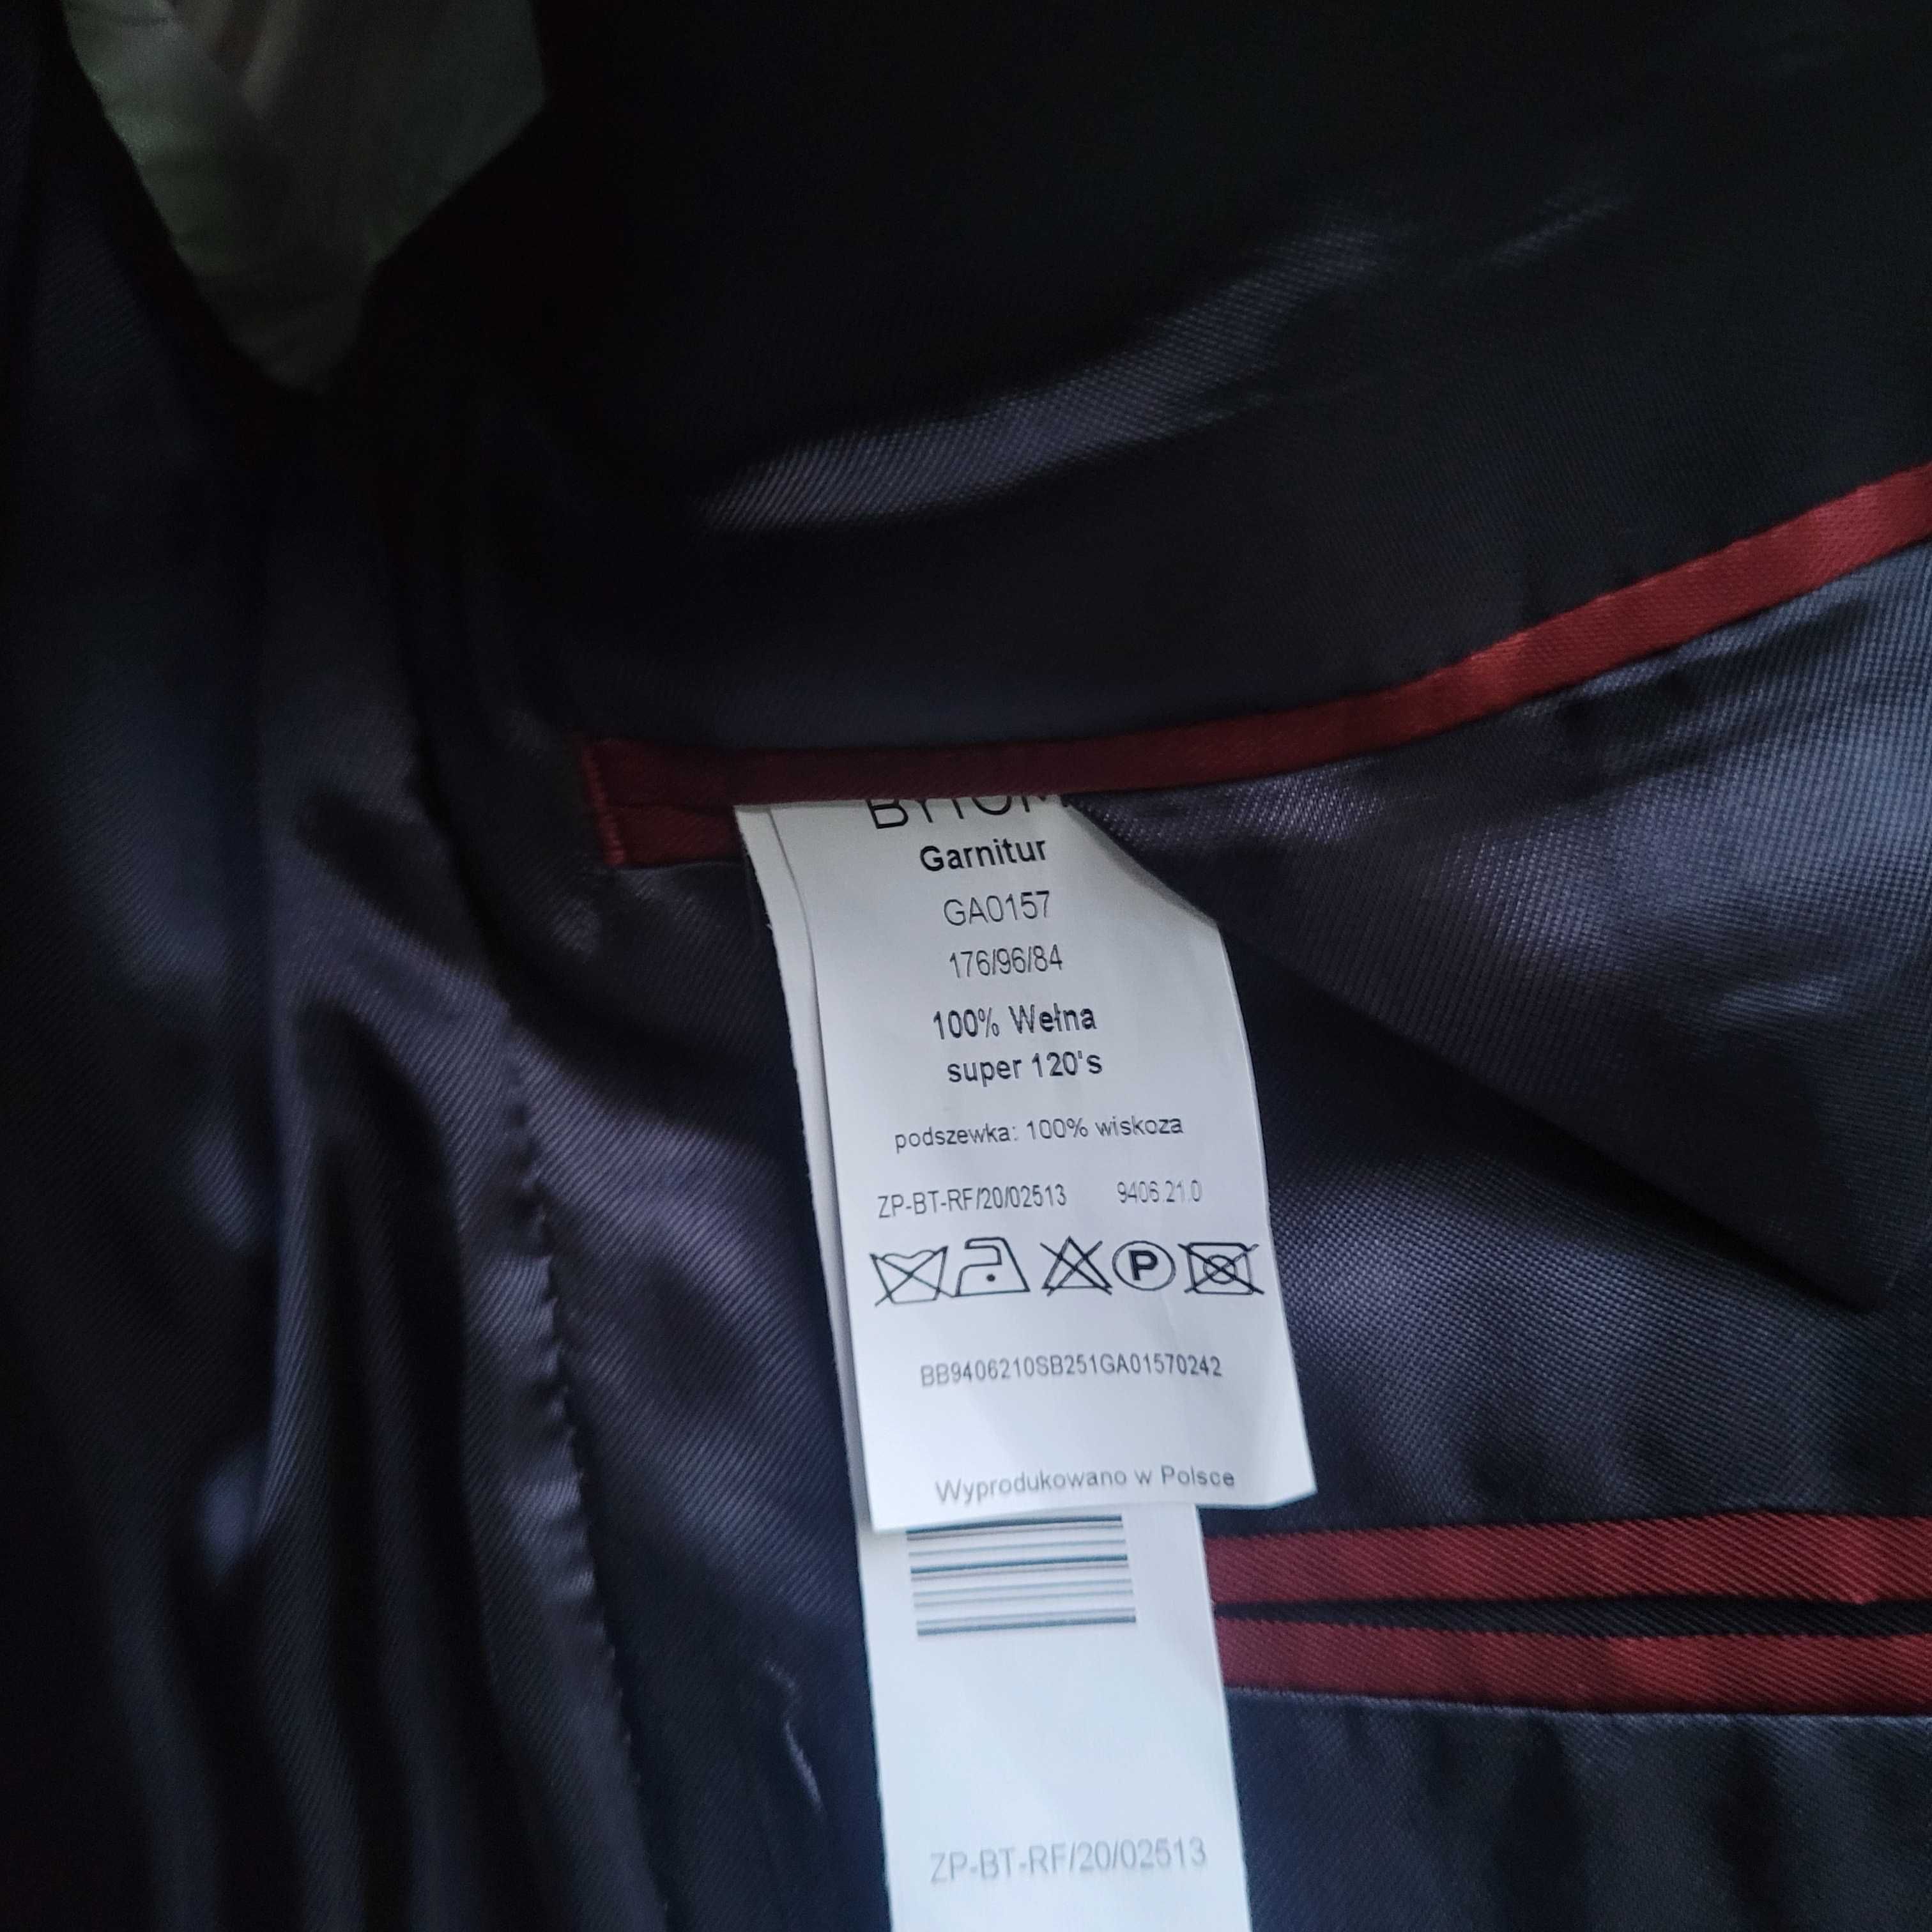 BYTOM
Garnitur
GA0157
176/96/84
100% Wełna
super 120's
podszewka: 100% wiskoza
ZP-BT-RF/20/02513 9406.21.0
P
BB9406210SB251GA01570242
Wyprodukowano w Polsce
ZP-BT-RF/20/02513